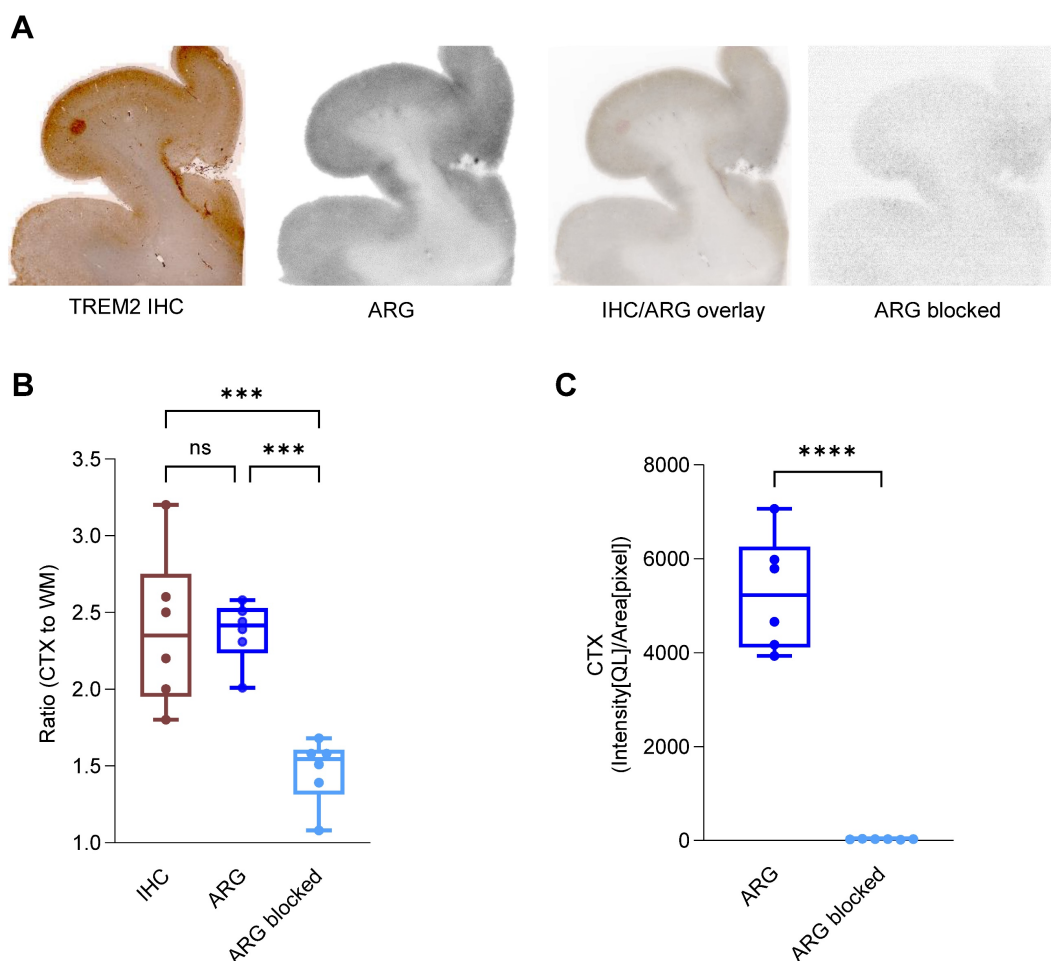 A
TREM2 IHC
ARG
IHC/ARG overlay
ARG blocked
B
***
ns
***
3.5
3.0
2.5
2.0
1.5
1.0
Ratio (CTX to WM)
IHC
ARG
ARG blocked
C
****
8000
6000
4000
2000
0
CTX
(Intensity[QL]/Area[pixel])
ARG
ARG blocked